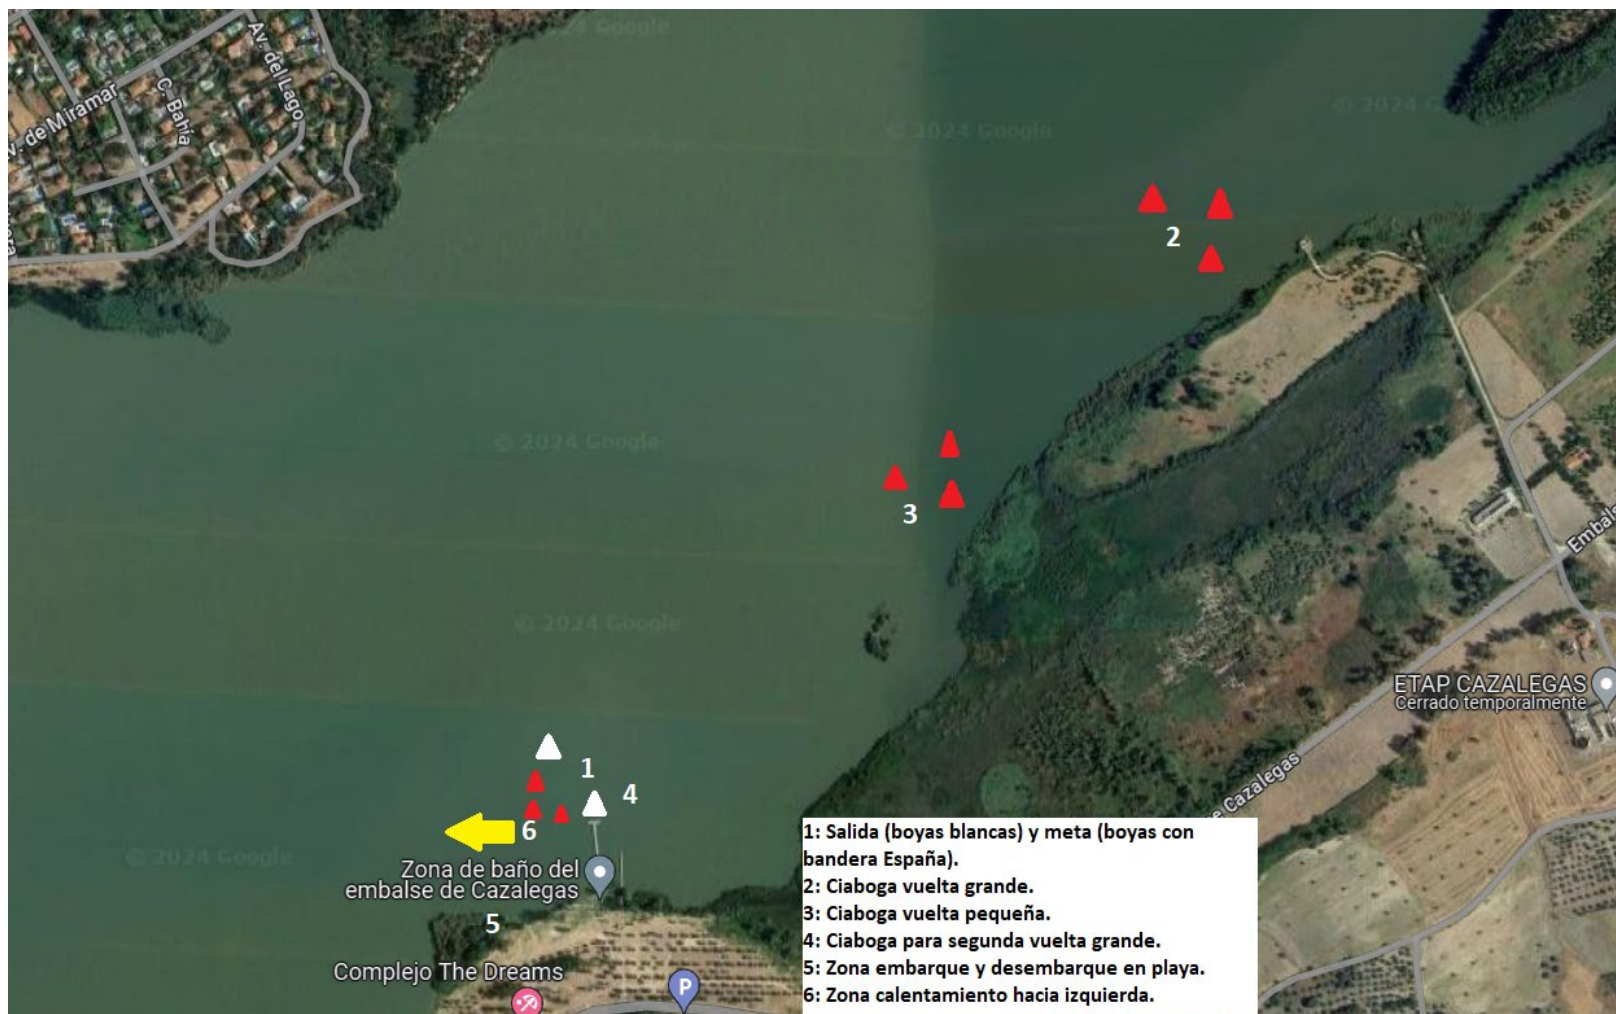 © 2024 Google
© 2024 G
© 2024 Google
Av. del Lago
C. Bahía
v. de Miramar
era
2
© 2024 Google
3
© 2024 Google
Embals
ETAP CAZALEGAS
Cerrado temporalmente
1
4
6
e Cazalegas
© 2024 Google
Zona de baño del
embalse de Cazalegas
5
Complejo The Dreams
P
1: Salida (boyas blancas) y meta (boyas con
bandera España).
2: Ciaboga vuelta grande.
3: Ciaboga vuelta pequeña.
4: Ciaboga para segunda vuelta grande.
5: Zona embarque y desembarque en playa.
6: Zona calentamiento hacia izquierda.